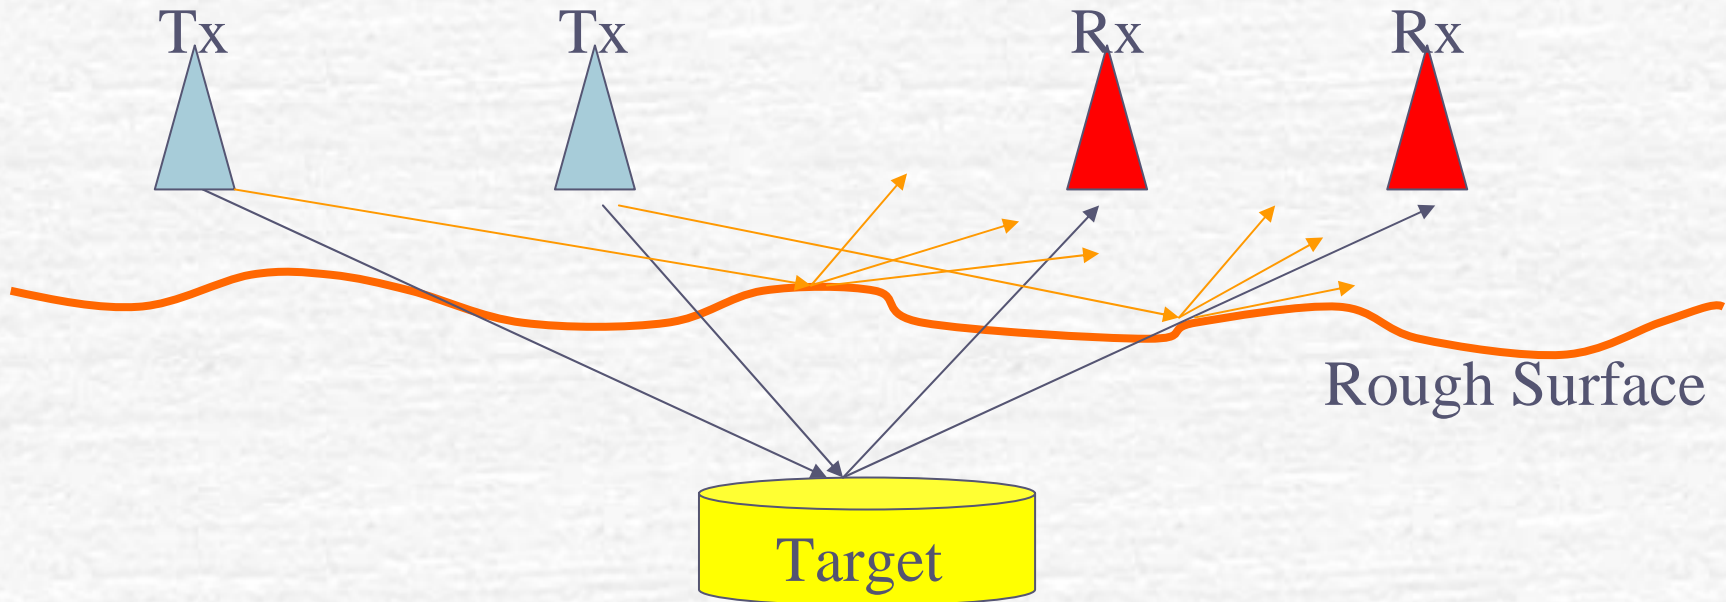 Tx
Tx
Rx
Rx
Rough Surface
Target